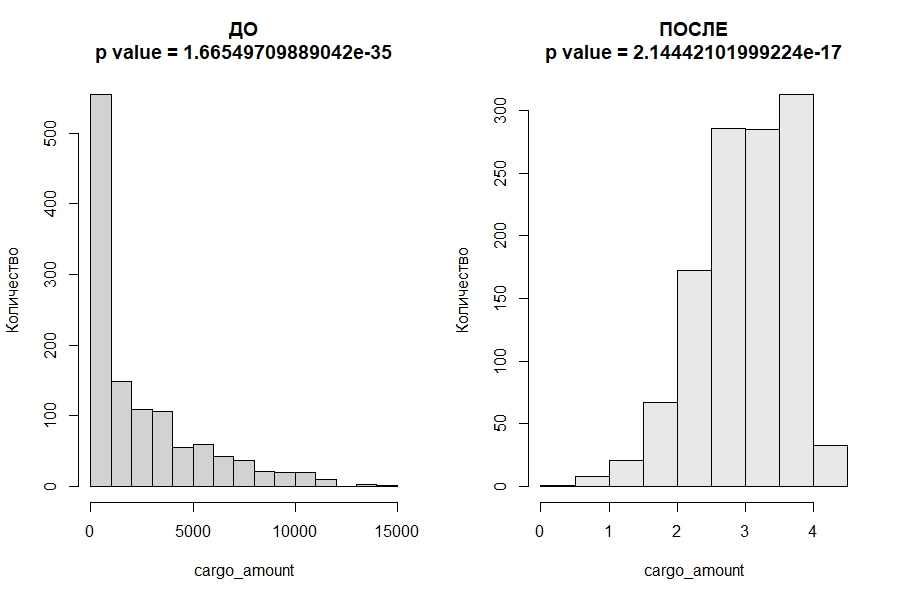 ДО
p value = 1.66549709889042e-35
Количество
0
100
200
300
400
500
0
5000
10000
15000
cargo_amount
ПОСЛЕ
p value = 2.14442101999224e-17
Количество
0
50
100
150
200
250
300
0
1
2
3
4
cargo_amount